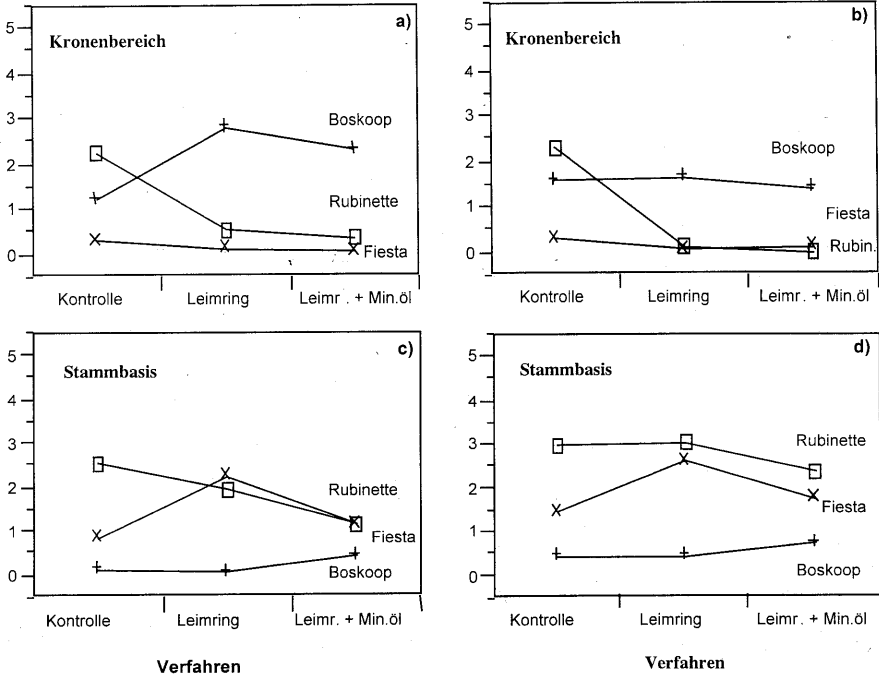 a)
Kronenbereich
5
4
3
2
1
0
Boskoop
Rubinette
Fiesta
Kontrolle Leimring Leimr. + Min.öl
b)
Kronenbereich
5
4
3
2
1
0
Boskoop
Fiesta
Rubin.
Kontrolle Leimring Leimr. + Min.öl
c)
Stammbasis
5
4
3
2
1
0
Rubinette
Fiesta
Boskoop
Kontrolle Leimring Leimr. + Min.öl
Verfahren
d)
Stammbasis
5
4
3
2
1
0
Rubinette
Fiesta
Boskoop
Kontrolle Leimring Leimr. + Min.öl
Verfahren